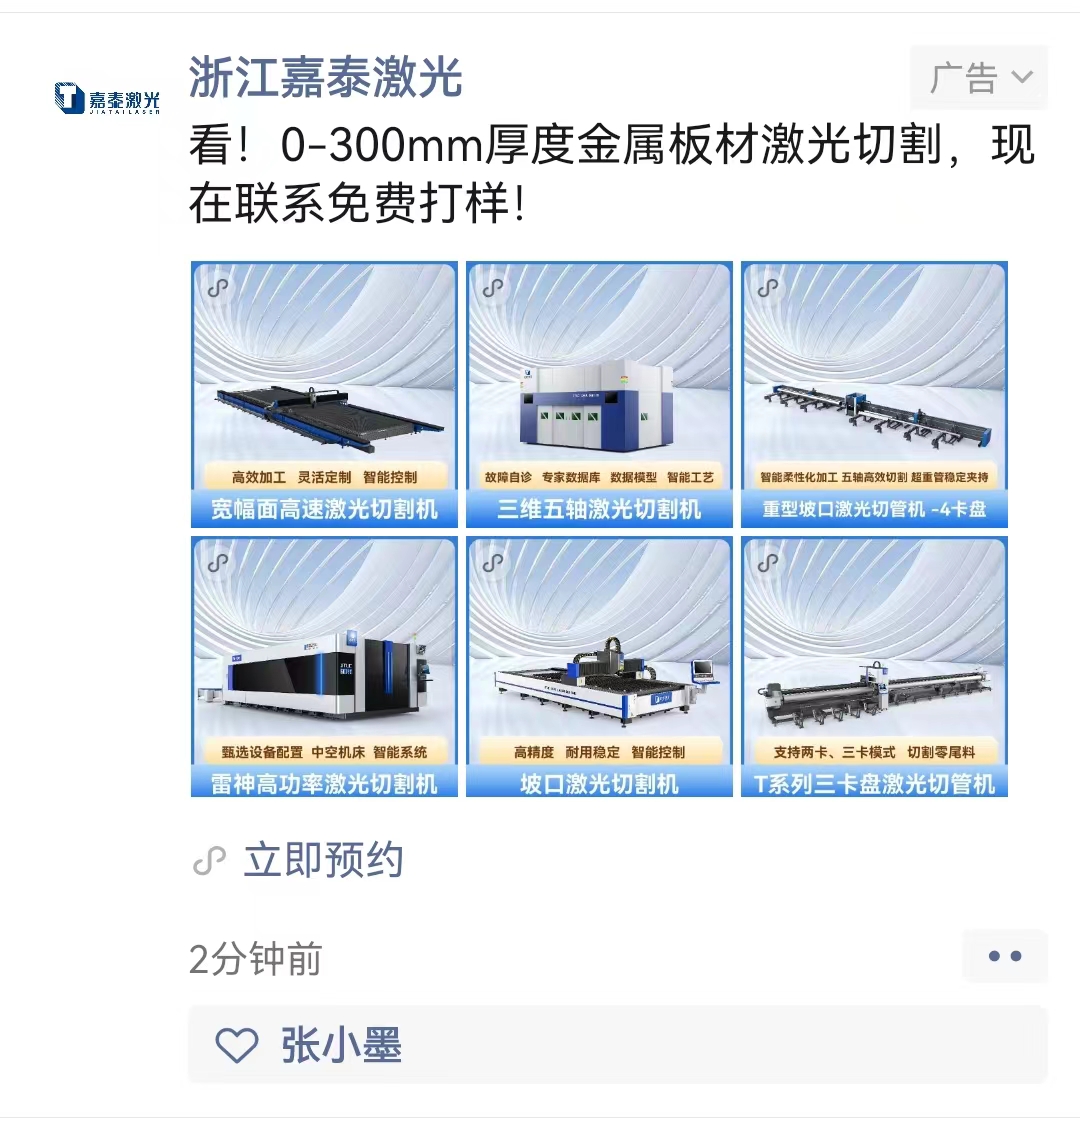 浙江嘉泰激光
广告
嘉泰激光
JIATAILASER
看！0-300mm厚度金属板材激光切割，现
在联系免费打样！
高效加工 灵活定制 智能控制
宽幅面高速激光切割机
故障自诊 专家数据库 数据模型 智能工艺
三维五轴激光切割机
智能柔性化加工 五轴高效切割 超重管稳定夹持
重型坡口激光切管机 -4卡盘
甄选设备配置 中空机床 智能系统
雷神高功率激光切割机
高精度 耐用稳定 智能控制
坡口激光切割机
支持两卡、三卡模式 切割零尾料
T系列三卡盘激光切管机
立即预约
2分钟前
张小墨